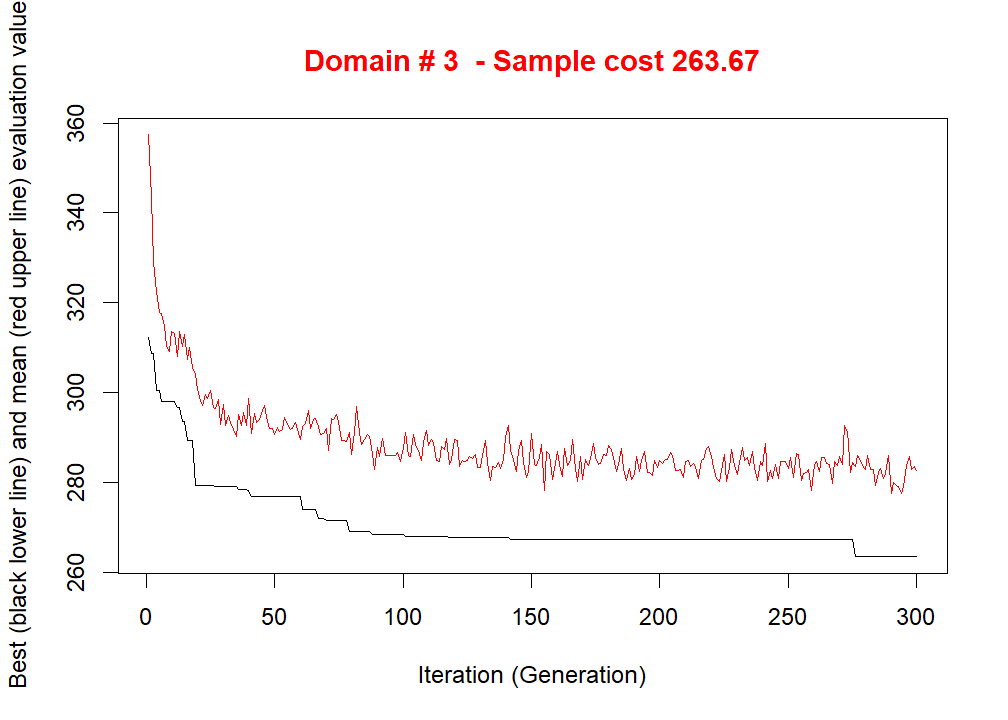 Domain # 3 - Sample cost 263.67
Best (black lower line) and mean (red upper line) evaluation value
360
340
320
300
280
260
0 50 100 150 200 250 300
Iteration (Generation)